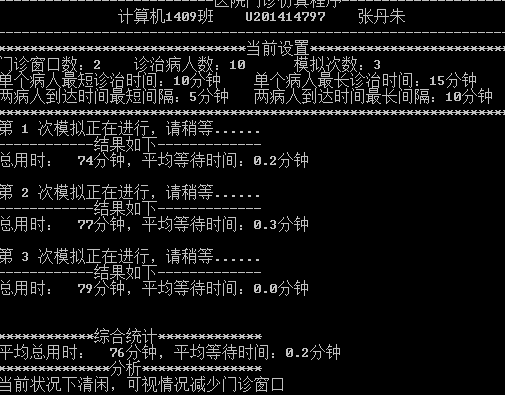 医院门诊仿真程序
计算机1409班 U201414797 张丹朱
----------------------------------------------------------------
********************************当前设置********************************
门诊窗口数：2 诊治病人数：10 模拟次数：3
单个病人最短诊治时间：10分钟 单个病人最长诊治时间：15分钟
两病人到达时间最短间隔：5分钟 两病人到达时间最长间隔：10分钟
****************************************************************
第 1 次模拟正在进行，请稍等......
------------结果如下-------------
总用时： 74分钟，平均等待时间：0.2分钟
第 2 次模拟正在进行，请稍等......
------------结果如下-------------
总用时： 77分钟，平均等待时间：0.3分钟
第 3 次模拟正在进行，请稍等......
------------结果如下-------------
总用时： 79分钟，平均等待时间：0.0分钟
************综合统计*************
平均总用时： 76分钟，平均等待时间：0.2分钟
**************分析***************
当前状况下清闲，可视情况减少门诊窗口